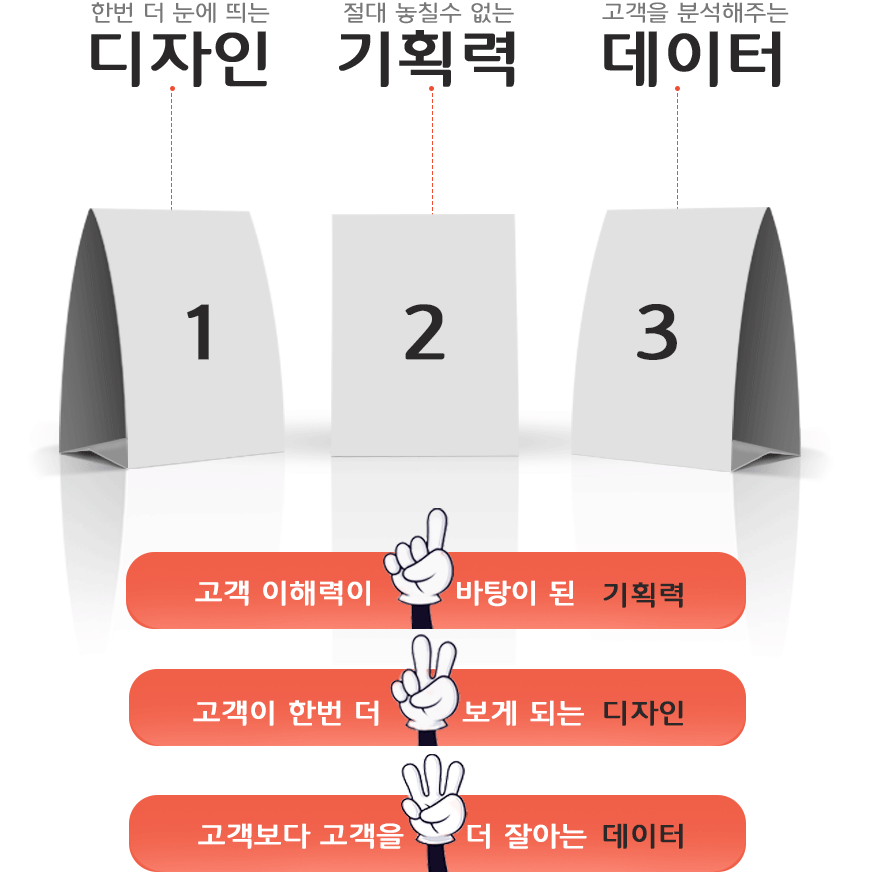 한번 더 눈에 띄는
디자인
절대 놓칠수 없는
기획력
고객을 분석해주는
데이터
1
2
3
고객 이해력이 바탕이 된 기획력
고객이 한번 더 보게 되는 디자인
고객보다 고객을 더 잘아는 데이터